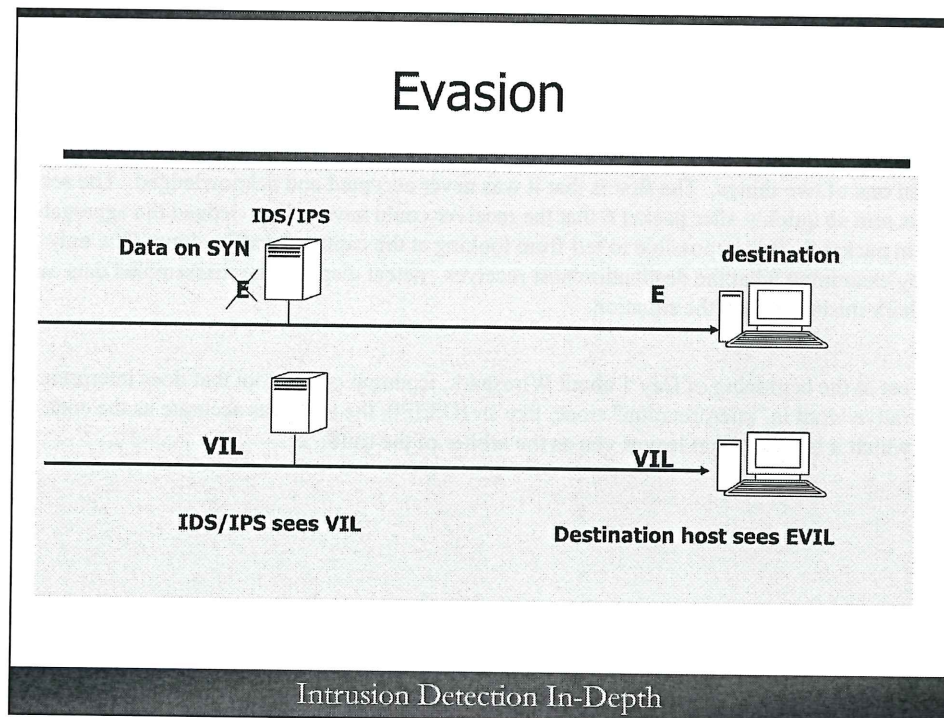 Evasion
IDS/IPS
Data on SYN
destination
E
E
VIL
VIL
IDS/IPS sees VIL
Destination host sees EVIL
Intrusion Detection In-Depth